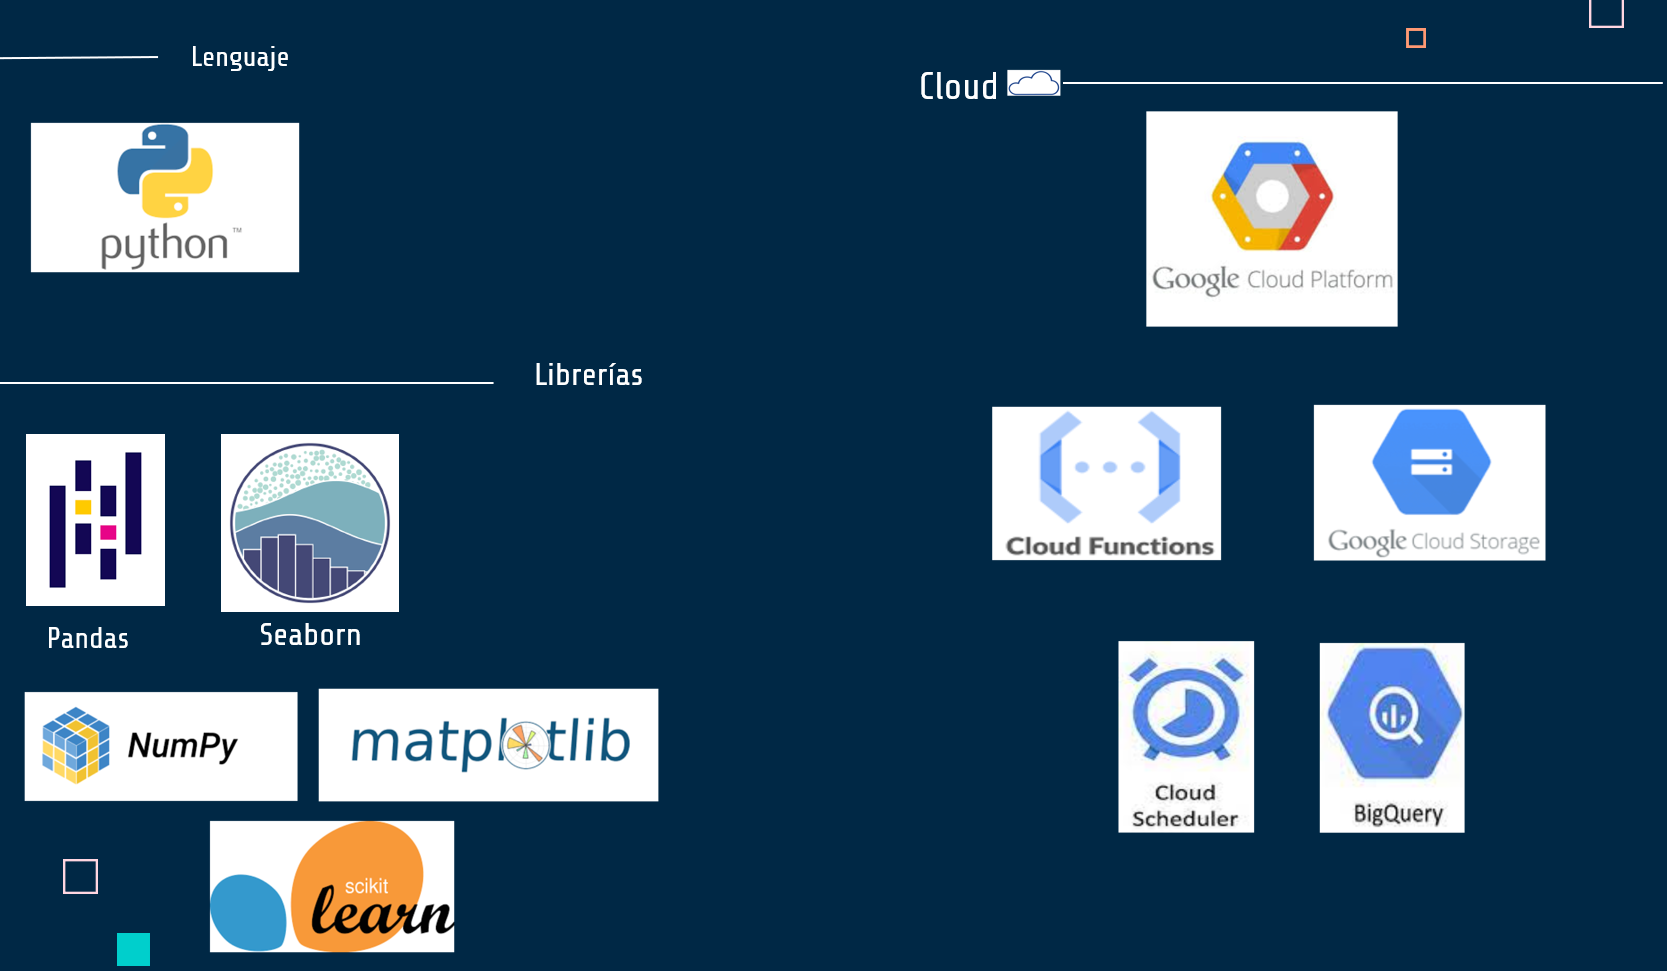 Lenguaje
python™
Librerías
Pandas
Seaborn
NumPy
matplotlib
scikit
learn
Cloud
Google Cloud Platform
Cloud Functions
Google Cloud Storage
Cloud
Scheduler
BigQuery